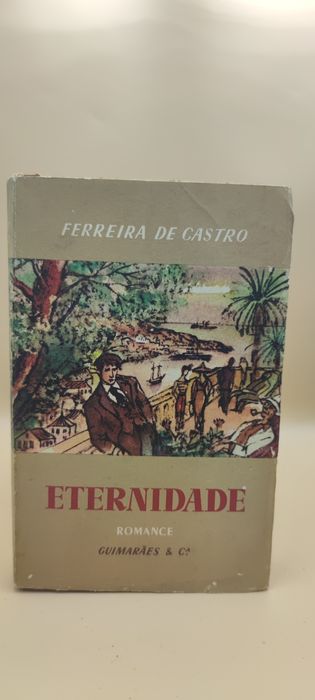 FERREIRA DE CASTRO
ETERNIDADE
ROMANCE
GUIMARÃES & Cª